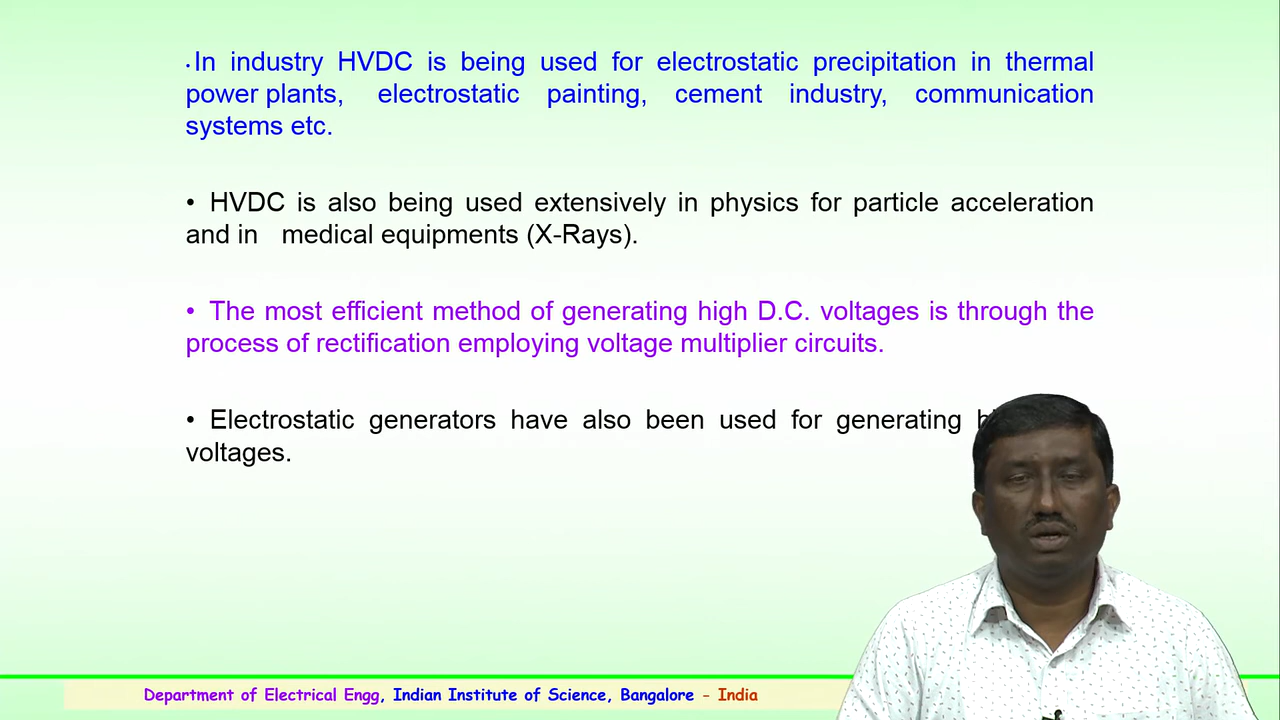 • In industry HVDC is being used for electrostatic precipitation in thermal
power plants, electrostatic painting, cement industry, communication
systems etc.
• HVDC is also being used extensively in physics for particle acceleration
and in medical equipments (X-Rays).
• The most efficient method of generating high D.C. voltages is through the
process of rectification employing voltage multiplier circuits.
• Electrostatic generators have also been used for generating
voltages.
Department of Electrical Engg, Indian Institute of Science, Bangalore - India